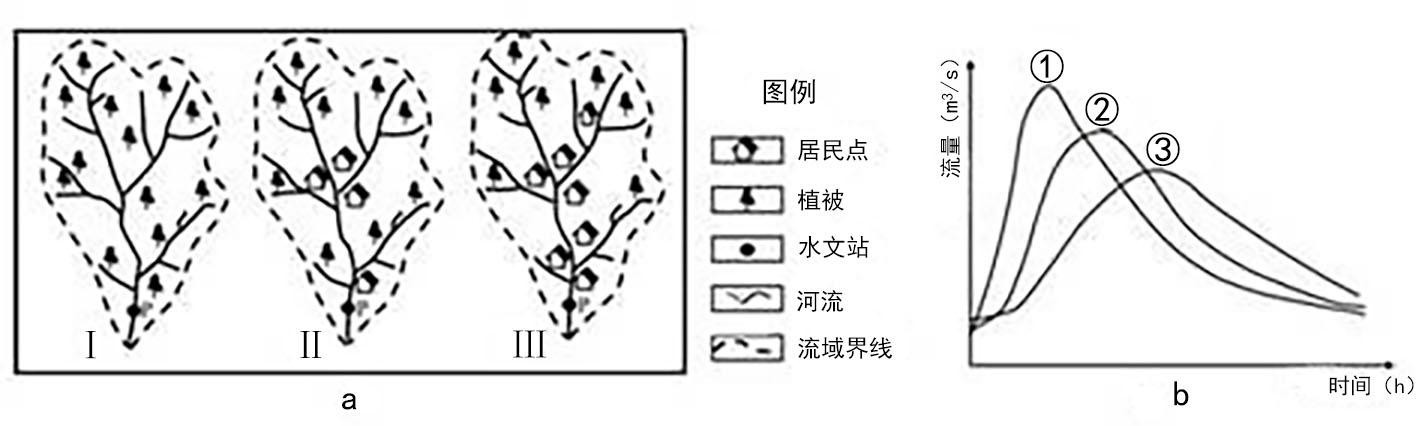 Ⅰ
Ⅱ
Ⅲ
P
P
P
a
图例
居民点
植被
水文站
河流
流域界线
流量（m³/s）
①
②
③
时间（h）
b